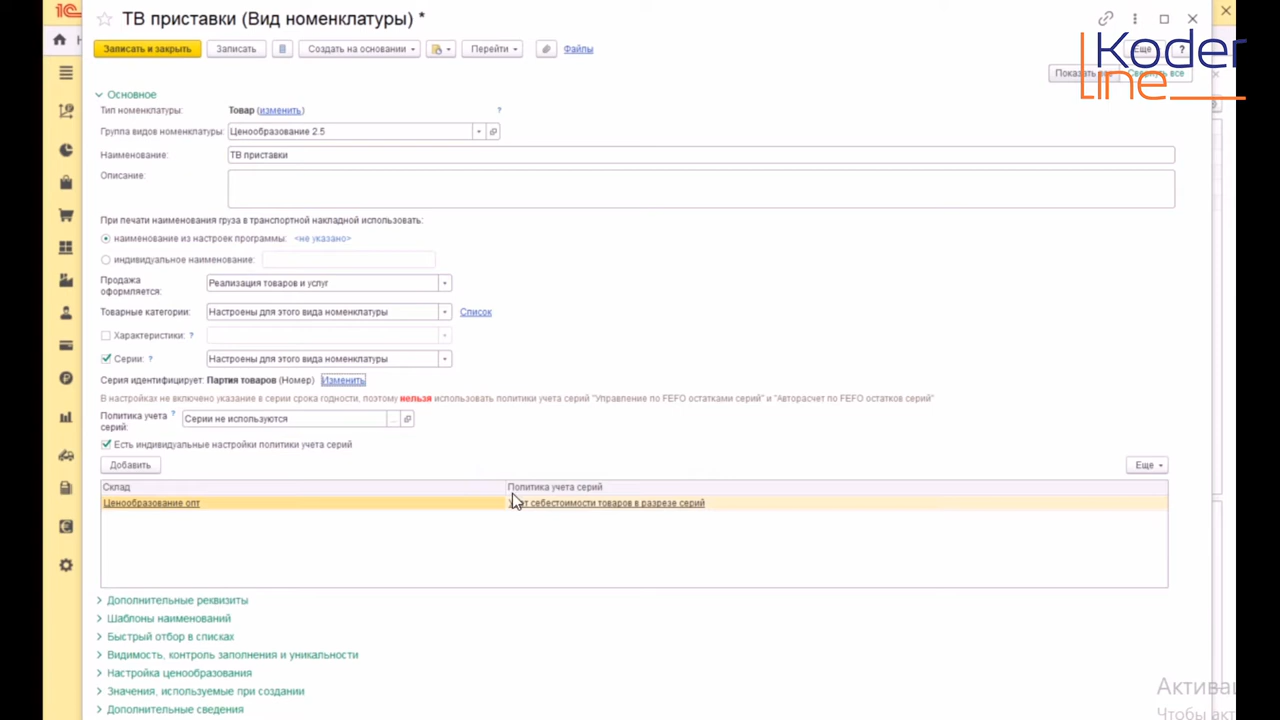 1С
ТВ приставки (Вид номенклатуры) *
Записать и закрыть
Записать
Создать на основании
Перейти
Файлы
Еще
?
Koder
line
Показать все
Свернуть все
Основное
Тип номенклатуры: Товар (изменить) ?
Группа видов номенклатуры: Ценообразование 2.5
Наименование: ТВ приставки
Описание:
При печати наименования груза в транспортной накладной использовать:
наименование из настроек программы: <не указано>
индивидуальное наименование:
Продажа
оформляется: Реализация товаров и услуг
Товарные категории: Настроены для этого вида номенклатуры Список
Характеристики: ?
Серии: ? Настроены для этого вида номенклатуры
Серия идентифицирует: Партия товаров (Номер) Изменить
В настройках не включено указание в серии срока годности, поэтому нельзя использовать политики учета серий "Управление по FEFO остатками серий" и "Авторасчет по FEFO остатков серий"
Политика учета ?
серий: Серии не используются ...
Есть индивидуальные настройки политики учета серий
Добавить
Еще
Склад Политика учета серий
Ценообразование опт себестоимости товаров в разрезе серий
Дополнительные реквизиты
Шаблоны наименований
Быстрый отбор в списках
Видимость, контроль заполнения и уникальности
Настройка ценообразования
Значения, используемые при создании
Дополнительные сведения
Активац
Чтобы акт